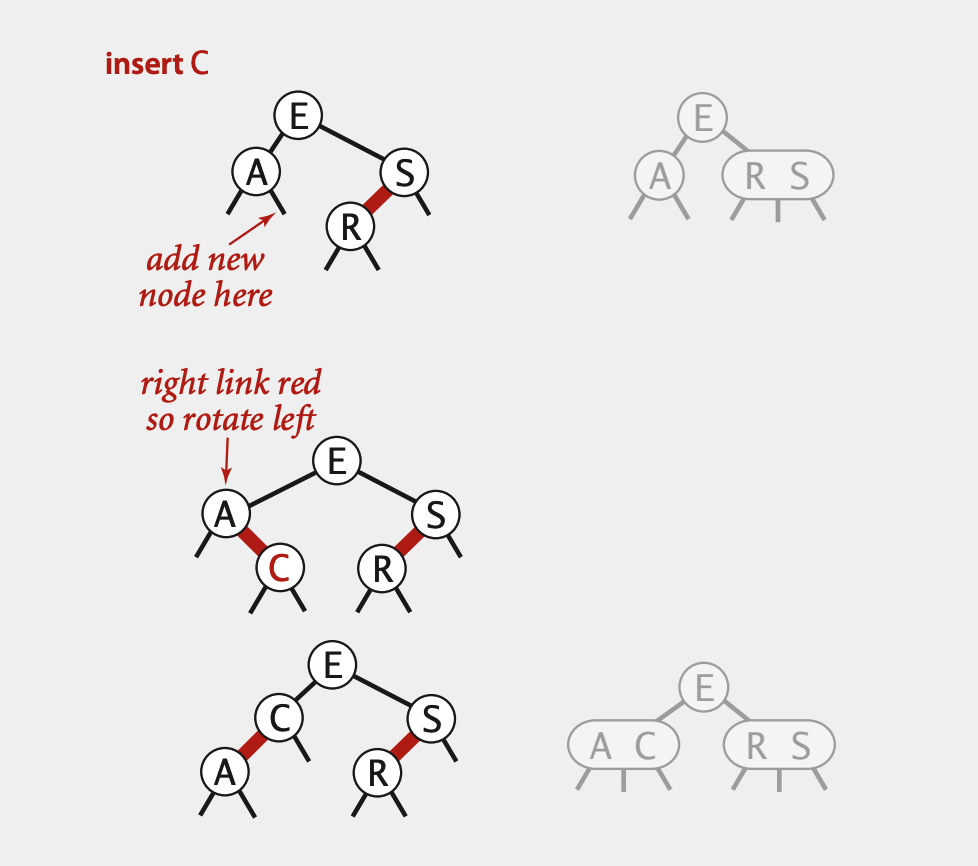 insert C
E
E
A
S
A
R S
R
add new
node here
right link red
so rotate left
E
A
S
C
R
E
E
C
S
A C
R S
A
R